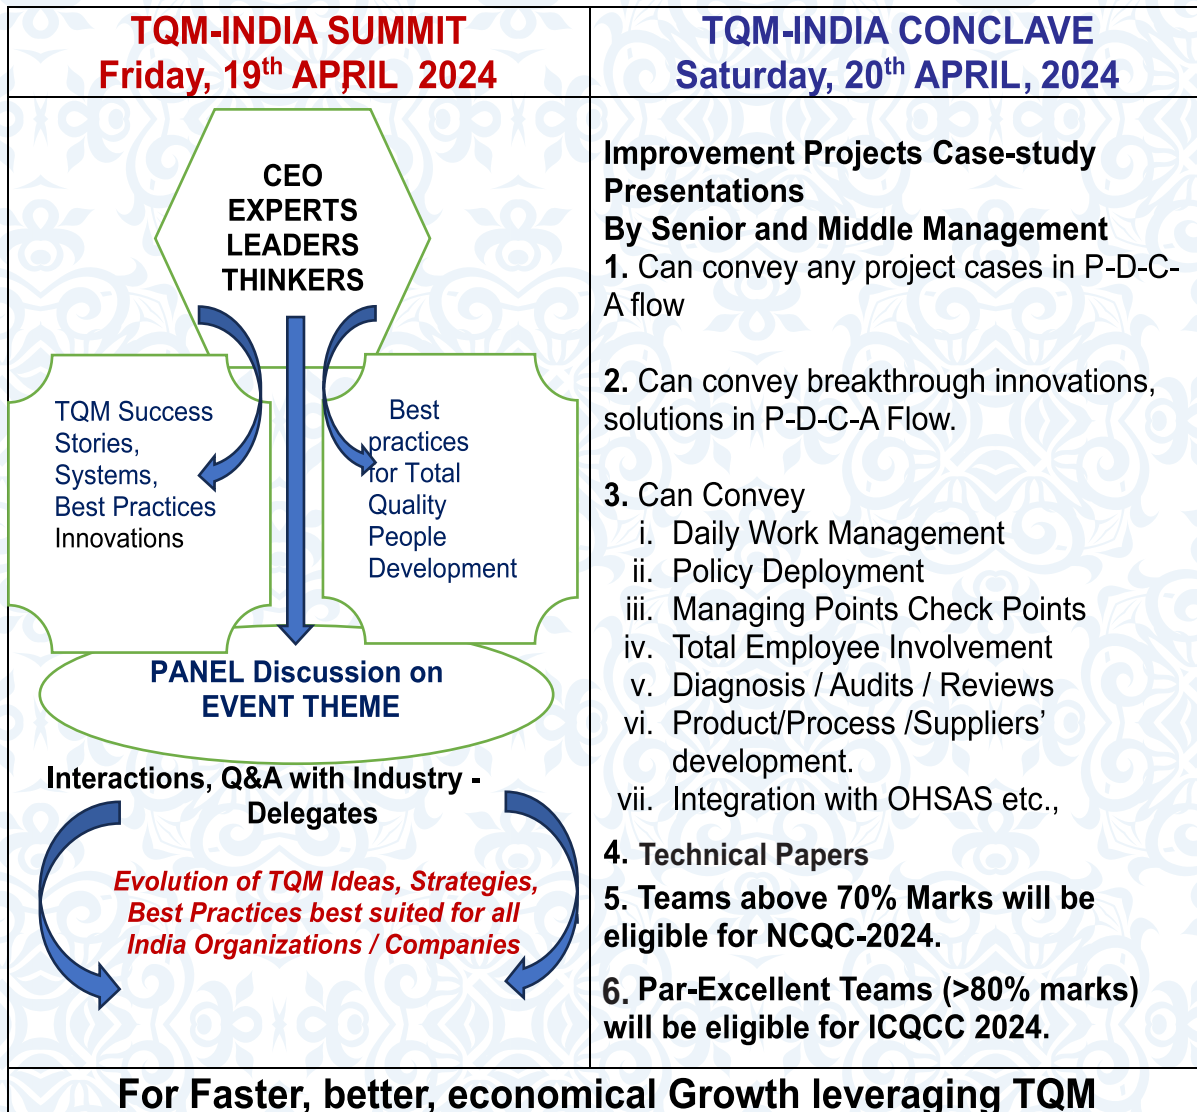 TQM-INDIA SUMMIT
Friday, 19th APRIL, 2024
TQM-INDIA CONCLAVE
Saturday, 20th APRIL, 2024
CEO
EXPERTS
LEADERS
THINKERS
TQM Success
Stories,
Systems,
Best Practices
Innovations
Best
practices
for Total
Quality
People
Development
PANEL Discussion on
EVENT THEME
Interactions, Q&A with Industry -
Delegates
Evolution of TQM Ideas, Strategies,
Best Practices best suited for all
India Organizations / Companies
Improvement Projects Case-study
Presentations
By Senior and Middle Management
1. Can convey any project cases in P-D-C-
A flow
2. Can convey breakthrough innovations,
solutions in P-D-C-A Flow.
3. Can Convey
i. Daily Work Management
ii. Policy Deployment
iii. Managing Points Check Points
iv. Total Employee Involvement
v. Diagnosis / Audits / Reviews
vi. Product/Process /Suppliers’
development.
vii. Integration with OHSAS etc.,
4. Technical Papers
5. Teams above 70% Marks will be
eligible for NCQC-2024.
6. Par-Excellent Teams (>80% marks)
will be eligible for ICQCC 2024.
For Faster, better, economical Growth leveraging TQM